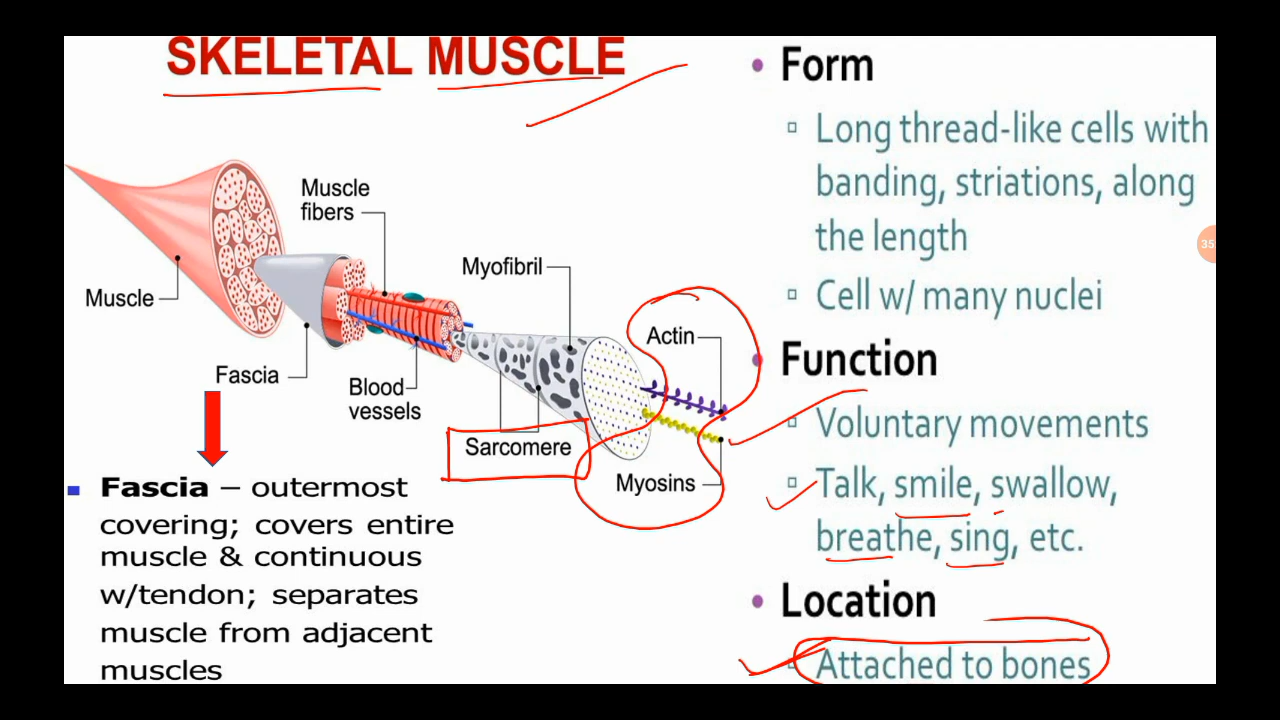 SKELETAL MUSCLE
Muscle
fibers
Myofibril
Muscle
Actin
Fascia
Blood
vessels
Sarcomere
Myosins
Fascia – outermost
covering; covers entire
muscle & continuous
w/tendon; separates
muscle from adjacent
muscles
Form
Long thread-like cells with
banding, striations, along
the length
Cell w/ many nuclei
Function
Voluntary movements
Talk, smile, swallow,
breathe, sing, etc.
Location
Attached to bones
35